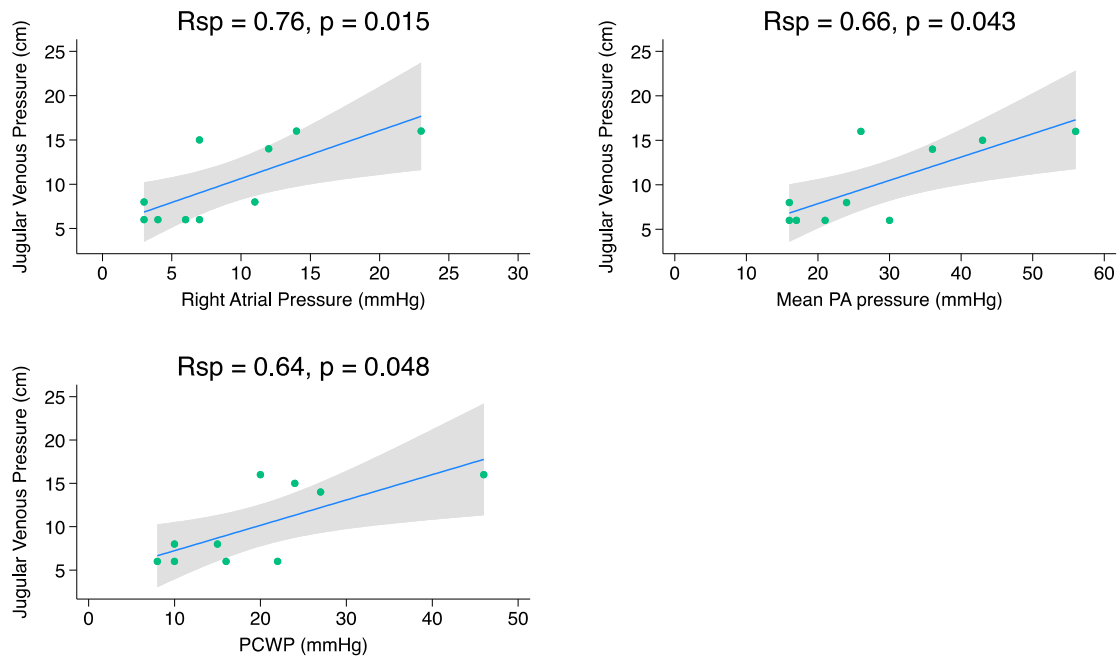 Rsp = 0.76, p = 0.015
Jugular Venous Pressure (cm)
25
20
15
10
5
0 5 10 15 20 25 30
Right Atrial Pressure (mmHg)
Rsp = 0.66, p = 0.043
Jugular Venous Pressure (cm)
25
20
15
10
5
0 10 20 30 40 50 60
Mean PA pressure (mmHg)
Rsp = 0.64, p = 0.048
Jugular Venous Pressure (cm)
25
20
15
10
5
0 10 20 30 40 50
PCWP (mmHg)